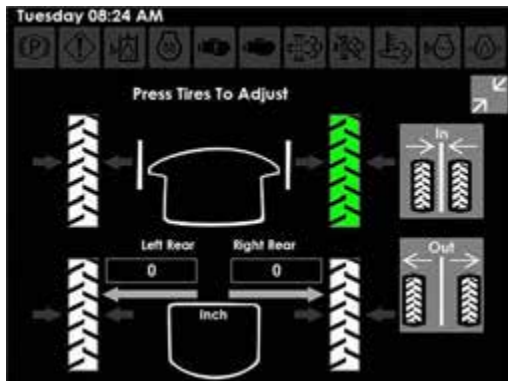 Tuesday 08:24 AM
Press Tires To Adjust
In
Left Rear Right Rear
0 0
Out
Inch